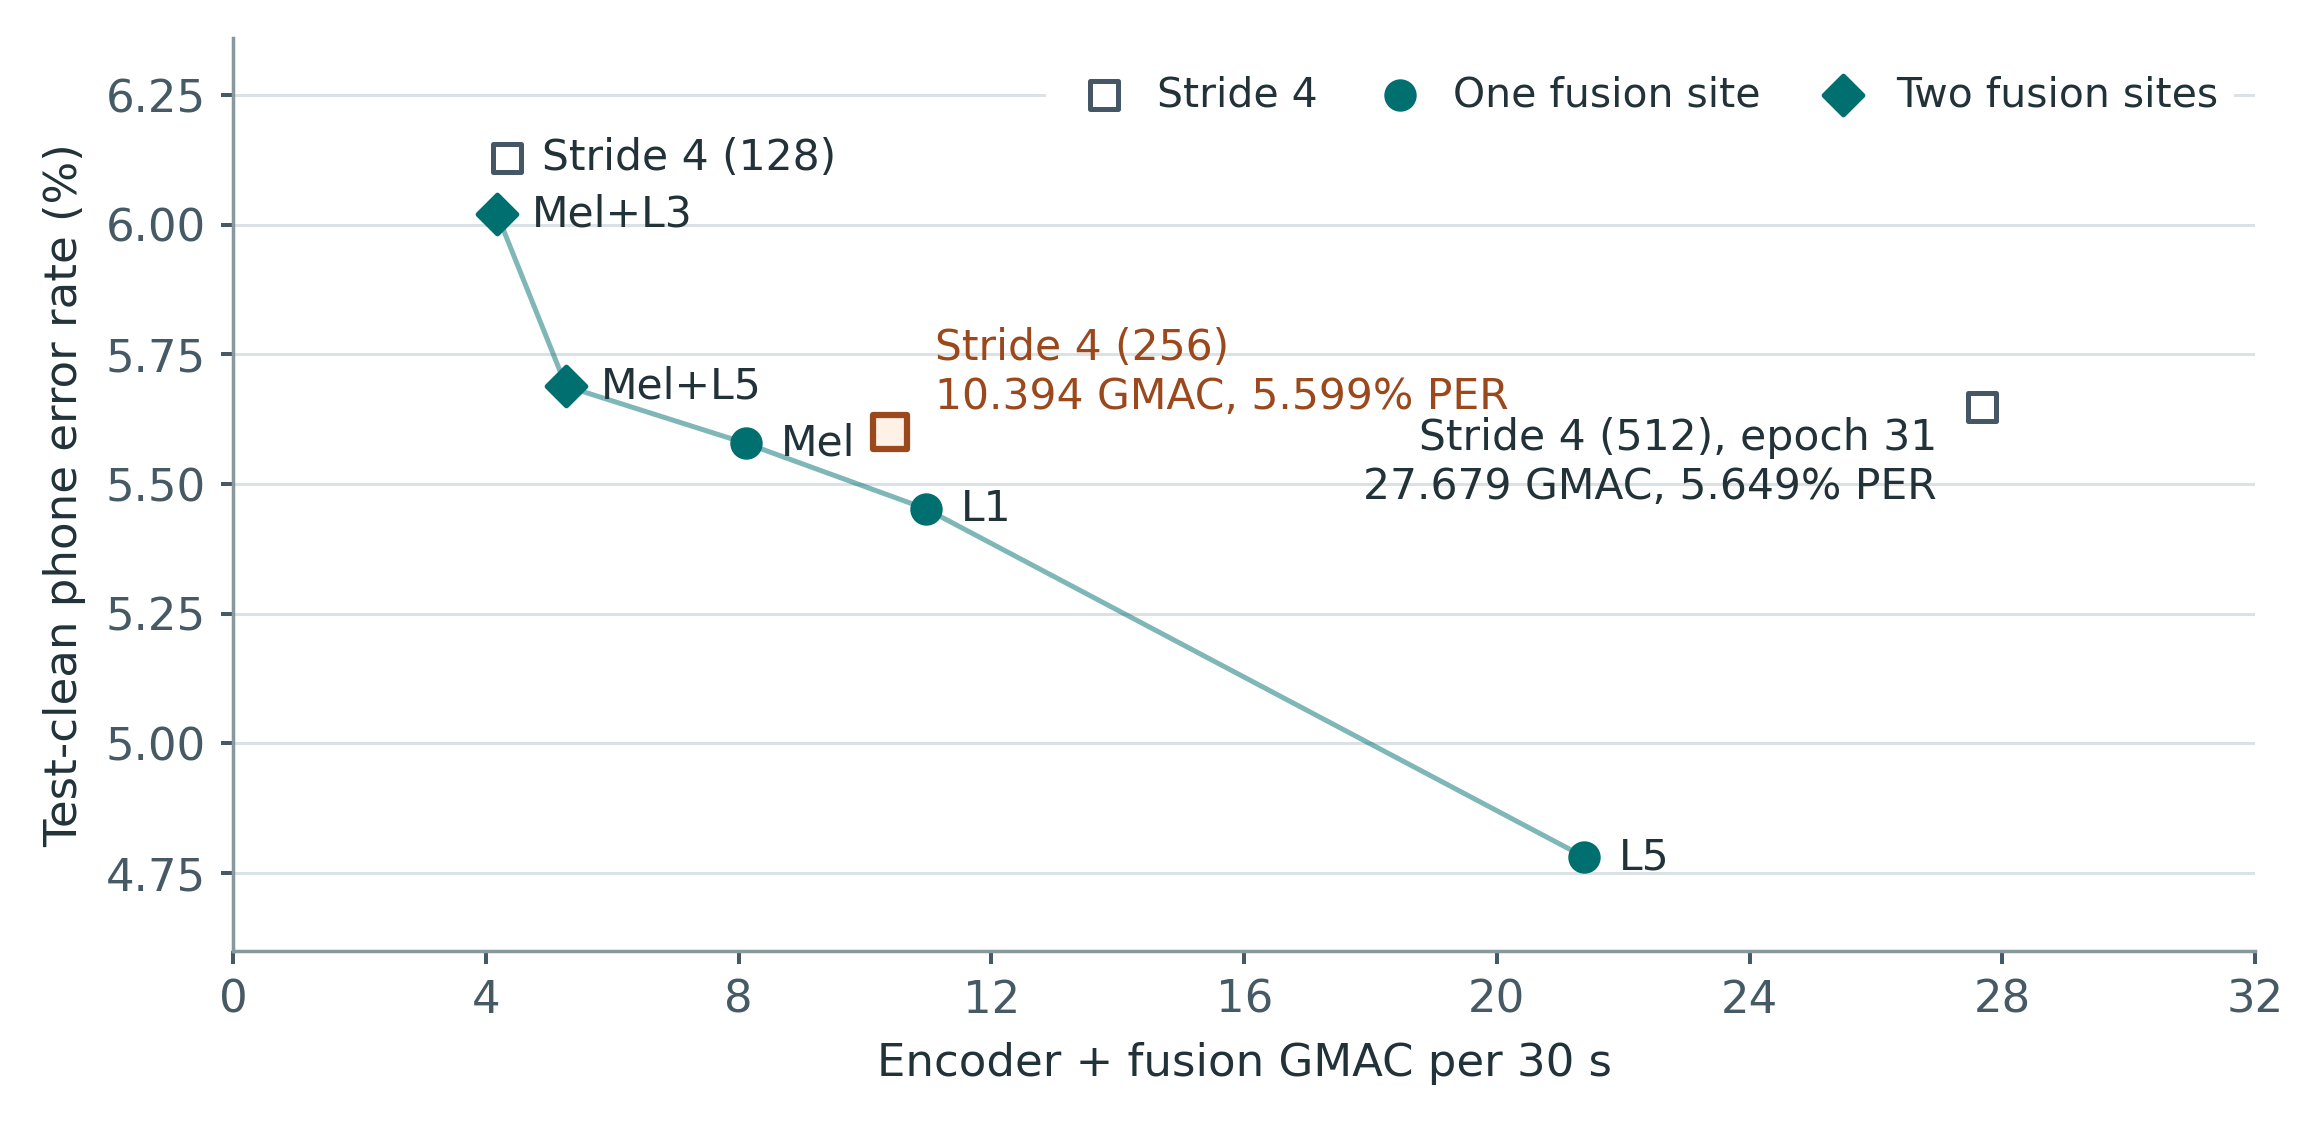 Test-clean phone error rate (%)
6.25
6.00
5.75
5.50
5.25
5.00
4.75
Stride 4
One fusion site
Two fusion sites
Stride 4 (128)
Mel+L3
Mel+L5
Stride 4 (256)
10.394 GMAC, 5.599% PER
Mel
Stride 4 (512), epoch 31
27.679 GMAC, 5.649% PER
L1
L5
0 4 8 12 16 20 24 28 32
Encoder + fusion GMAC per 30 s